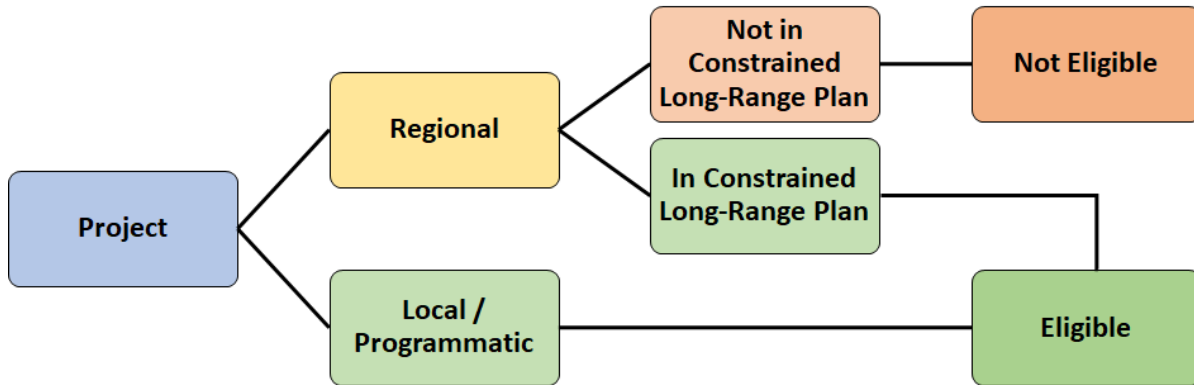 Project
Regional
Not in
Constrained
Long-Range Plan
Not Eligible
In Constrained
Long-Range Plan
Local /
Programmatic
Eligible